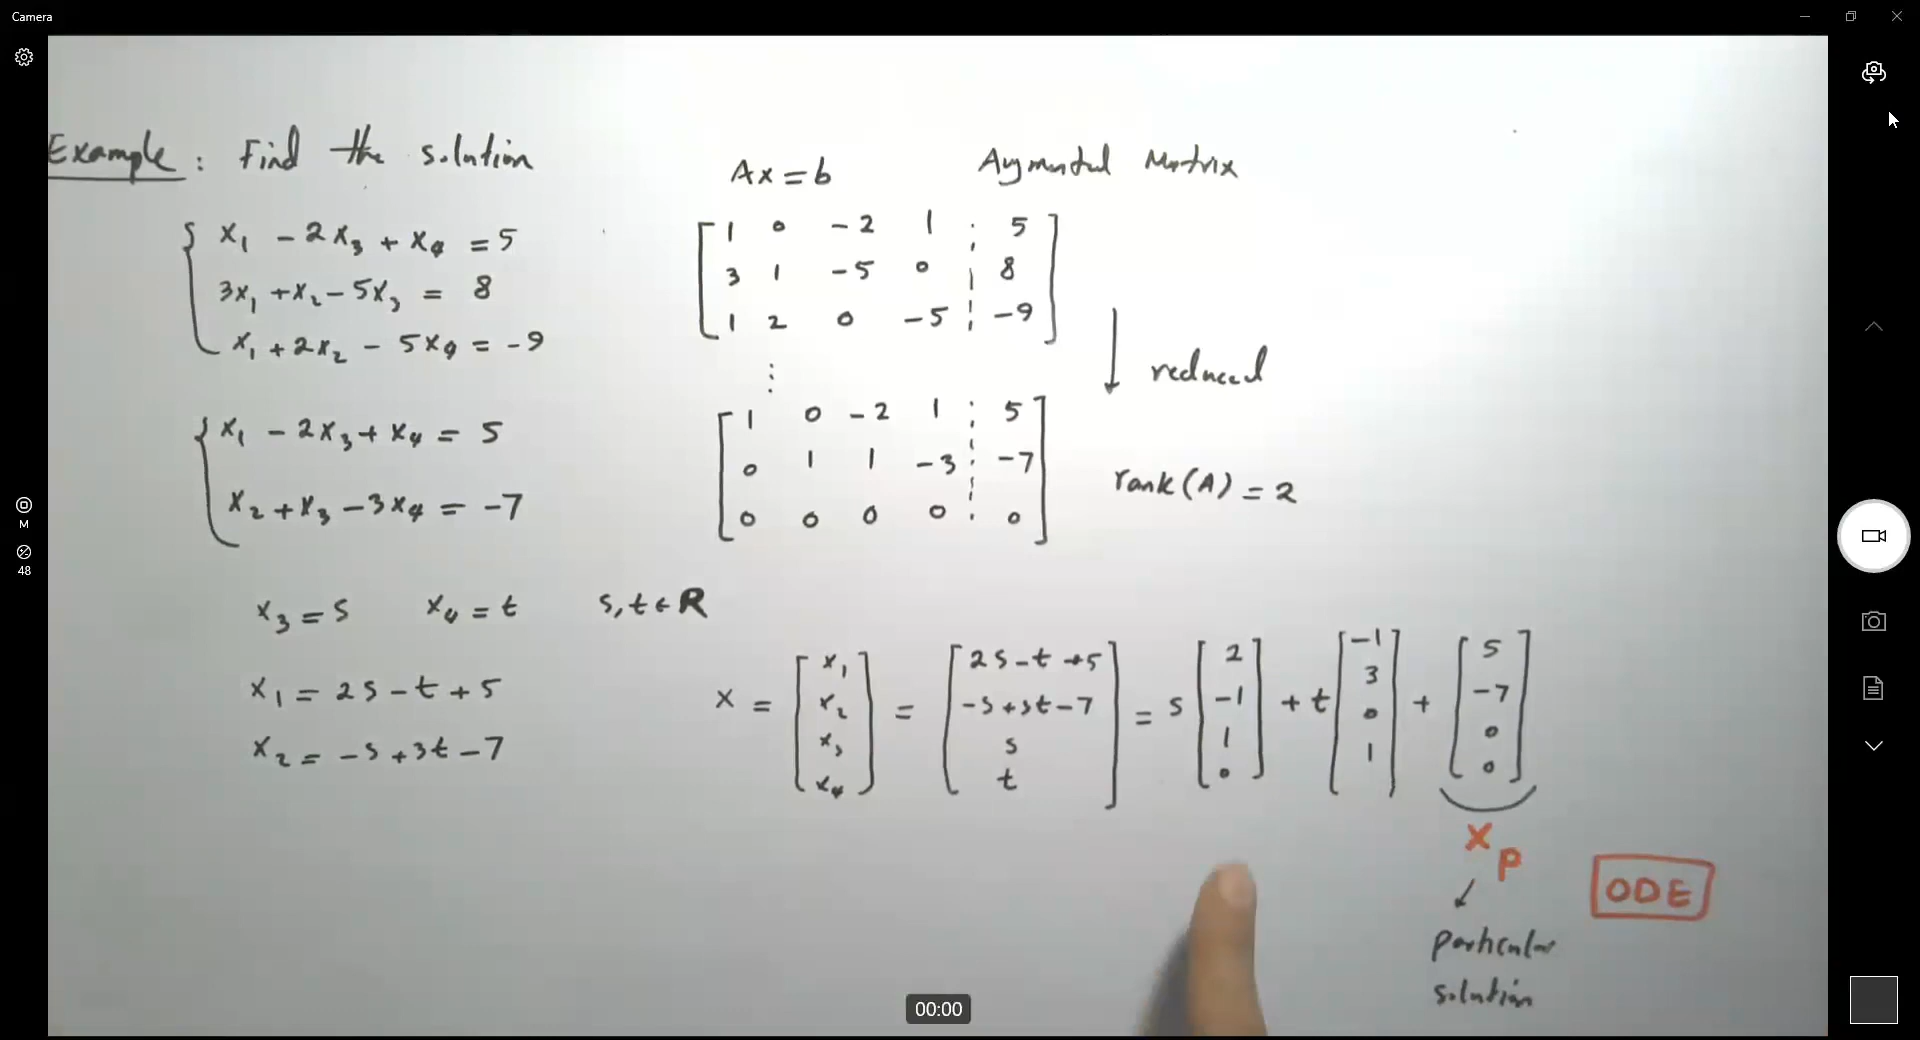 Camera
Example : Find the solution
x1 - 2x3 + x4 = 5
3x1 + x2 - 5x3 = 8
x1 + 2x2 - 5x4 = -9
Ax = b
Augmented Matrix
1 0 -2 1 5
3 1 -5 0 8
1 2 0 -5 -9
⋮
reduced
1 0 -2 1 5
0 1 1 -3 -7
0 0 0 0 0
rank(A) = 2
x1 - 2x3 + x4 = 5
x2 + x3 - 3x4 = -7
x3 = s x4 = t s, t ∈ R
x1 = 2s - t + 5
x2 = -s + 3t - 7
x = [x1 x2 x3 x4] = [2s-t+5 -s+3t-7 s t] = s [2 -1 1 0] + t [-1 3 0 1] + [5 -7 0 0]
xp
particular
solution
ODE
M
48
00:00